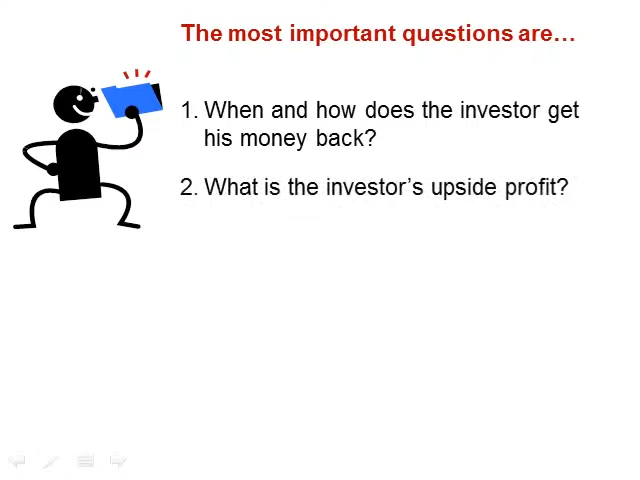 The most important questions are…
1. When and how does the investor get
his money back?
2. What is the investor’s upside profit?